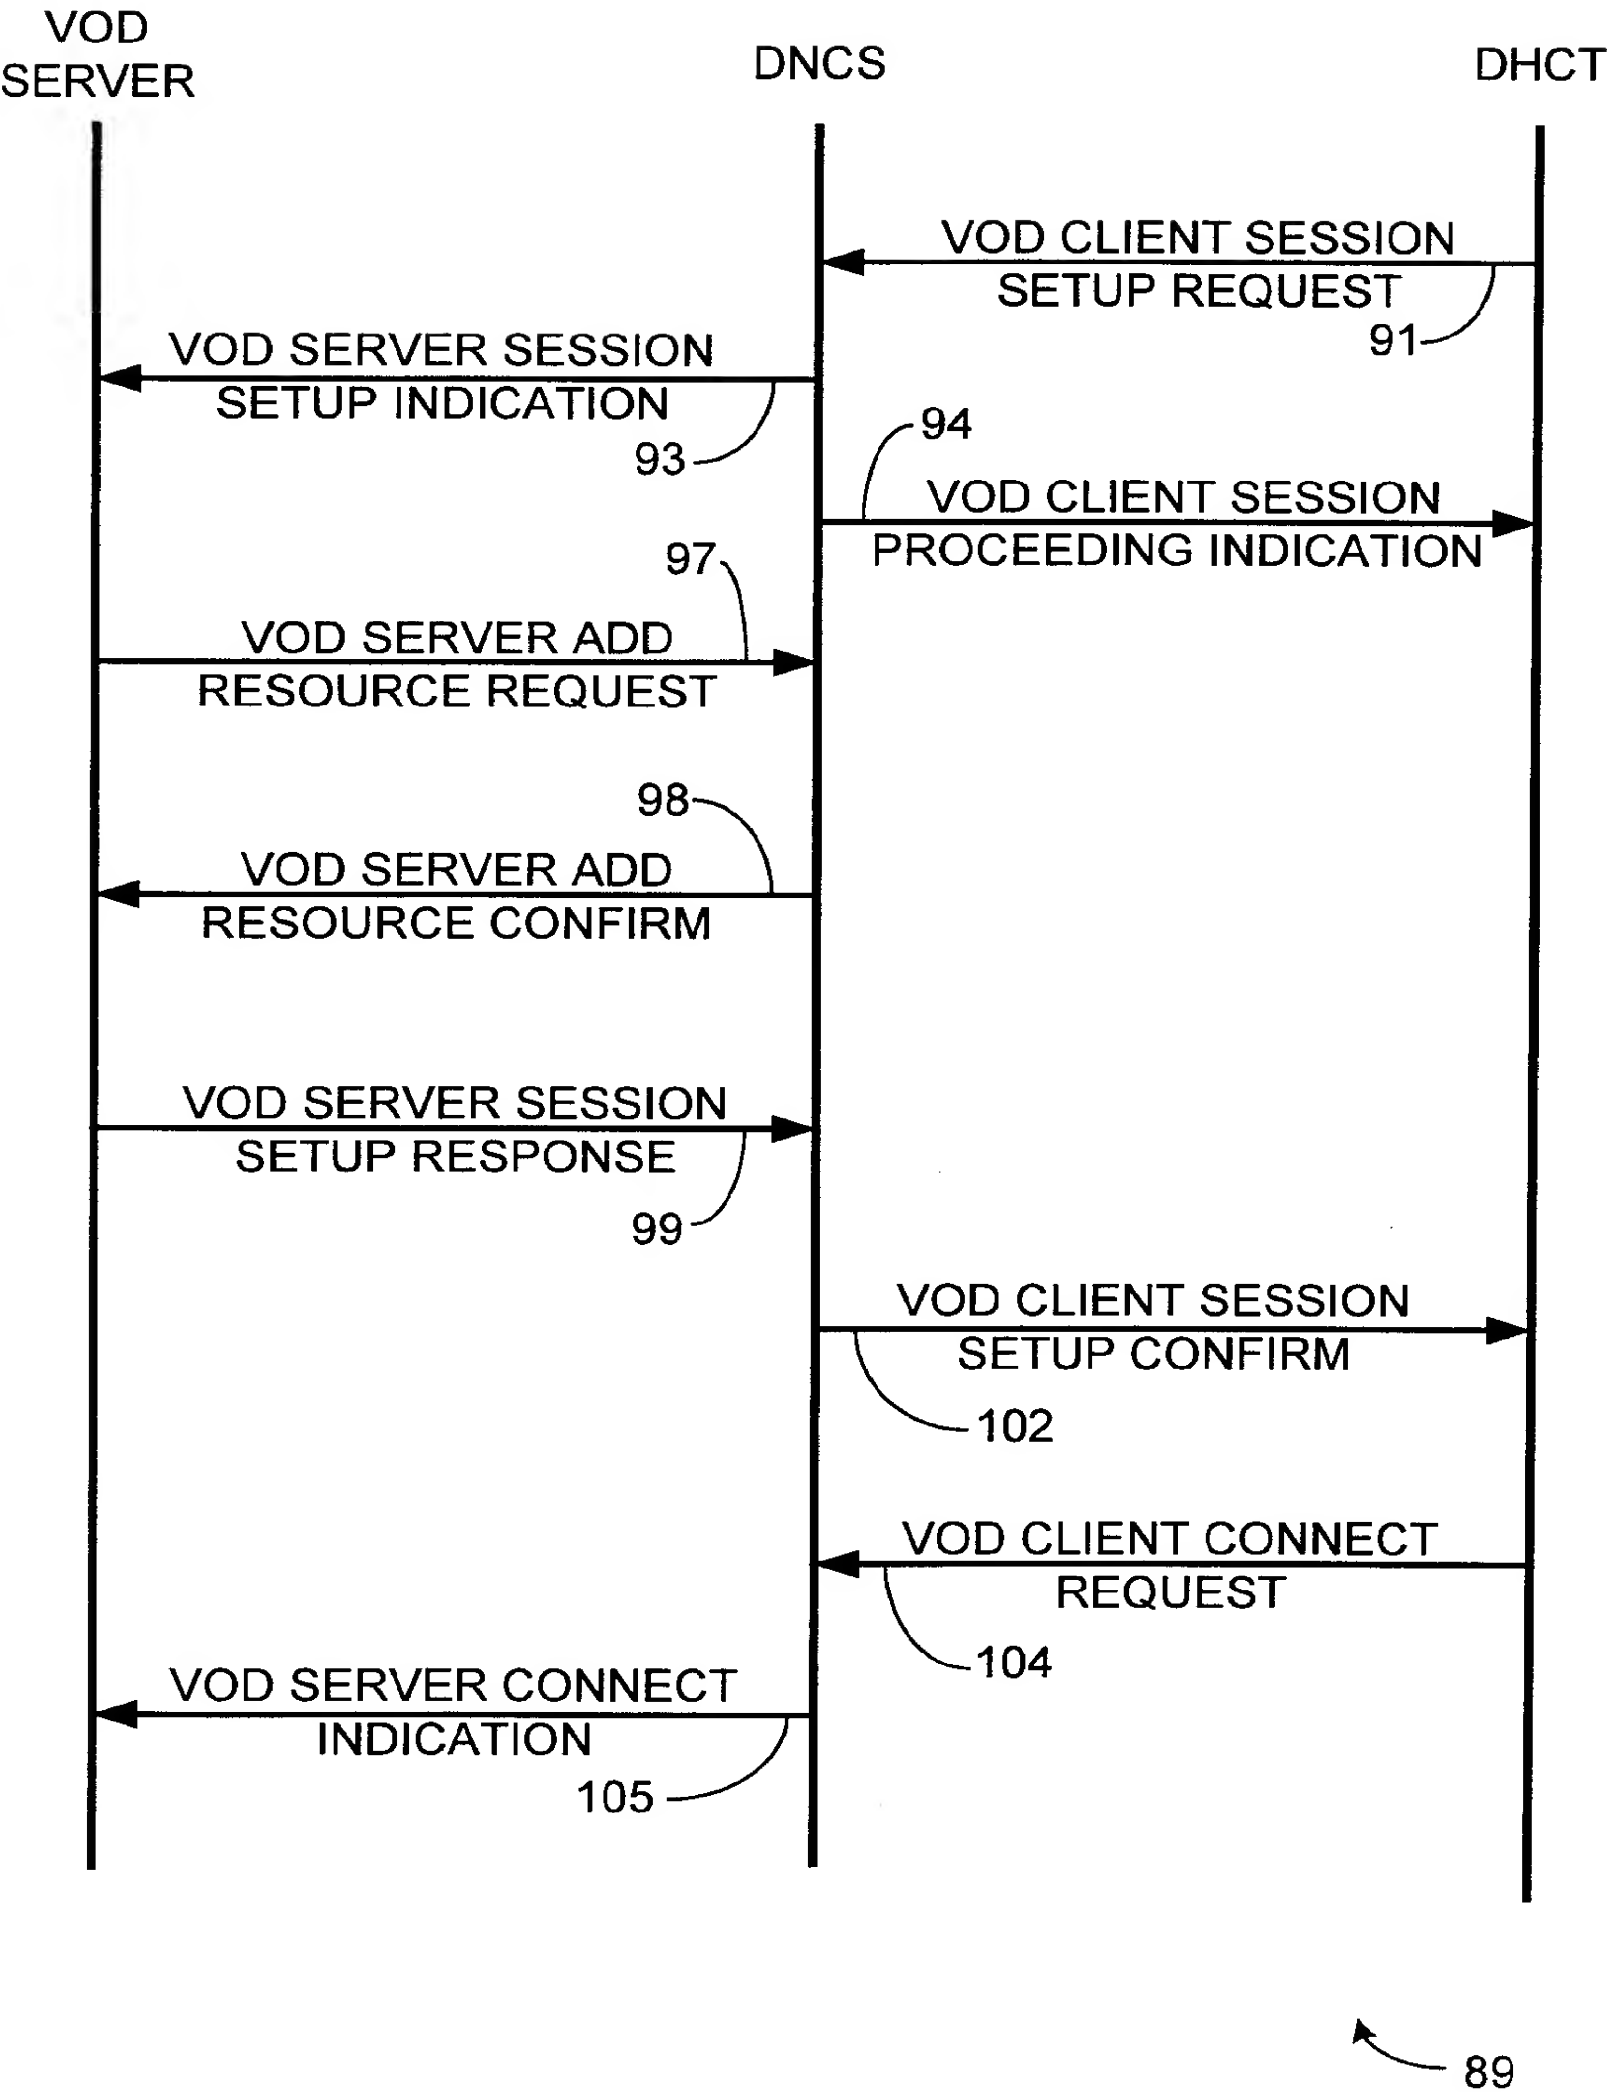 VOD
SERVER
DNCS
DHCT
VOD CLIENT SESSION
SETUP REQUEST
91
VOD SERVER SESSION
SETUP INDICATION
93
94
VOD CLIENT SESSION
PROCEEDING INDICATION
97
VOD SERVER ADD
RESOURCE REQUEST
98
VOD SERVER ADD
RESOURCE CONFIRM
VOD SERVER SESSION
SETUP RESPONSE
99
VOD CLIENT SESSION
SETUP CONFIRM
102
VOD CLIENT CONNECT
REQUEST
104
VOD SERVER CONNECT
INDICATION
105
89